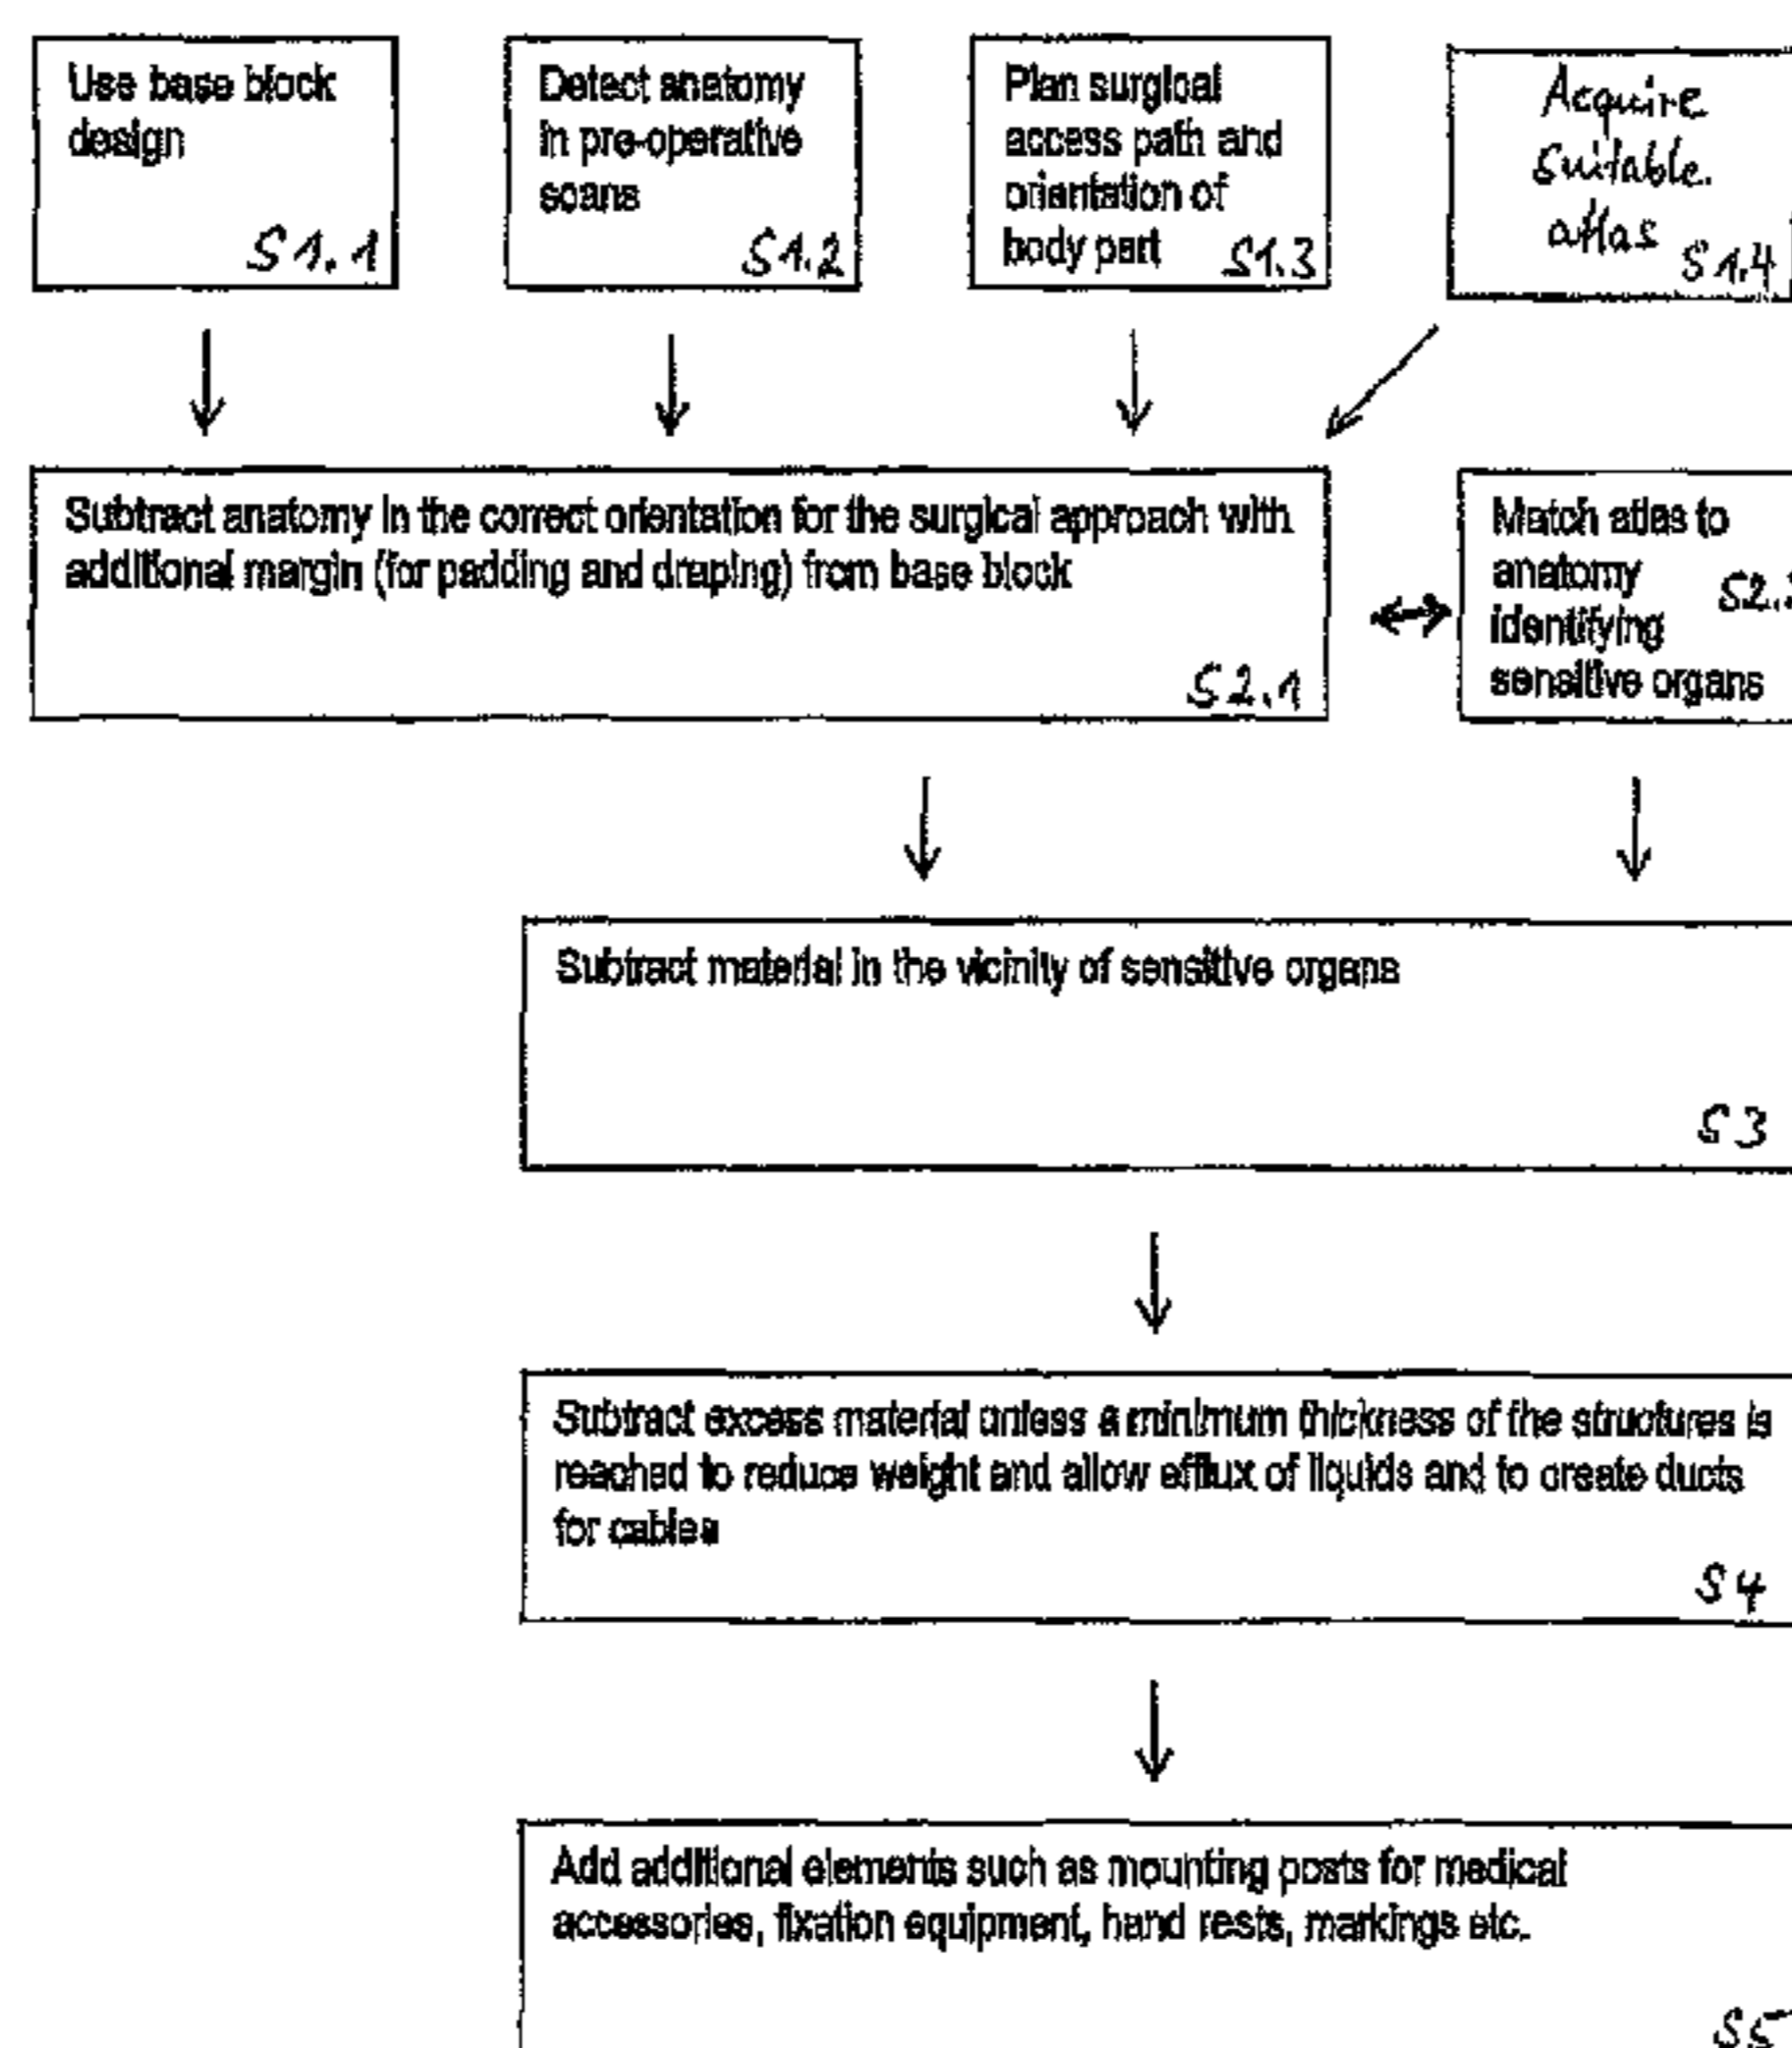 Use base block
design
S1.1
Detect anatomy
in pre-operative
scans
S1.2
Plan surgical
access path and
orientation of
body part
S1.3
Acquire
suitable
atlas
S1.4
Subtract anatomy in the correct orientation for the surgical approach with
additional margin (for padding and draping) from base block
S2.1
Match atlas to
anatomy
identifying
sensitive organs
Subtract material in the vicinity of sensitive organs
S3
Subtract excess material unless a minimum thickness of the structures is
reached to reduce weight and allow efflux of liquids and to create ducts
for cables
S4
Add additional elements such as mounting posts for medical
accessories, fixation equipment, hand rests, markings etc.
S5